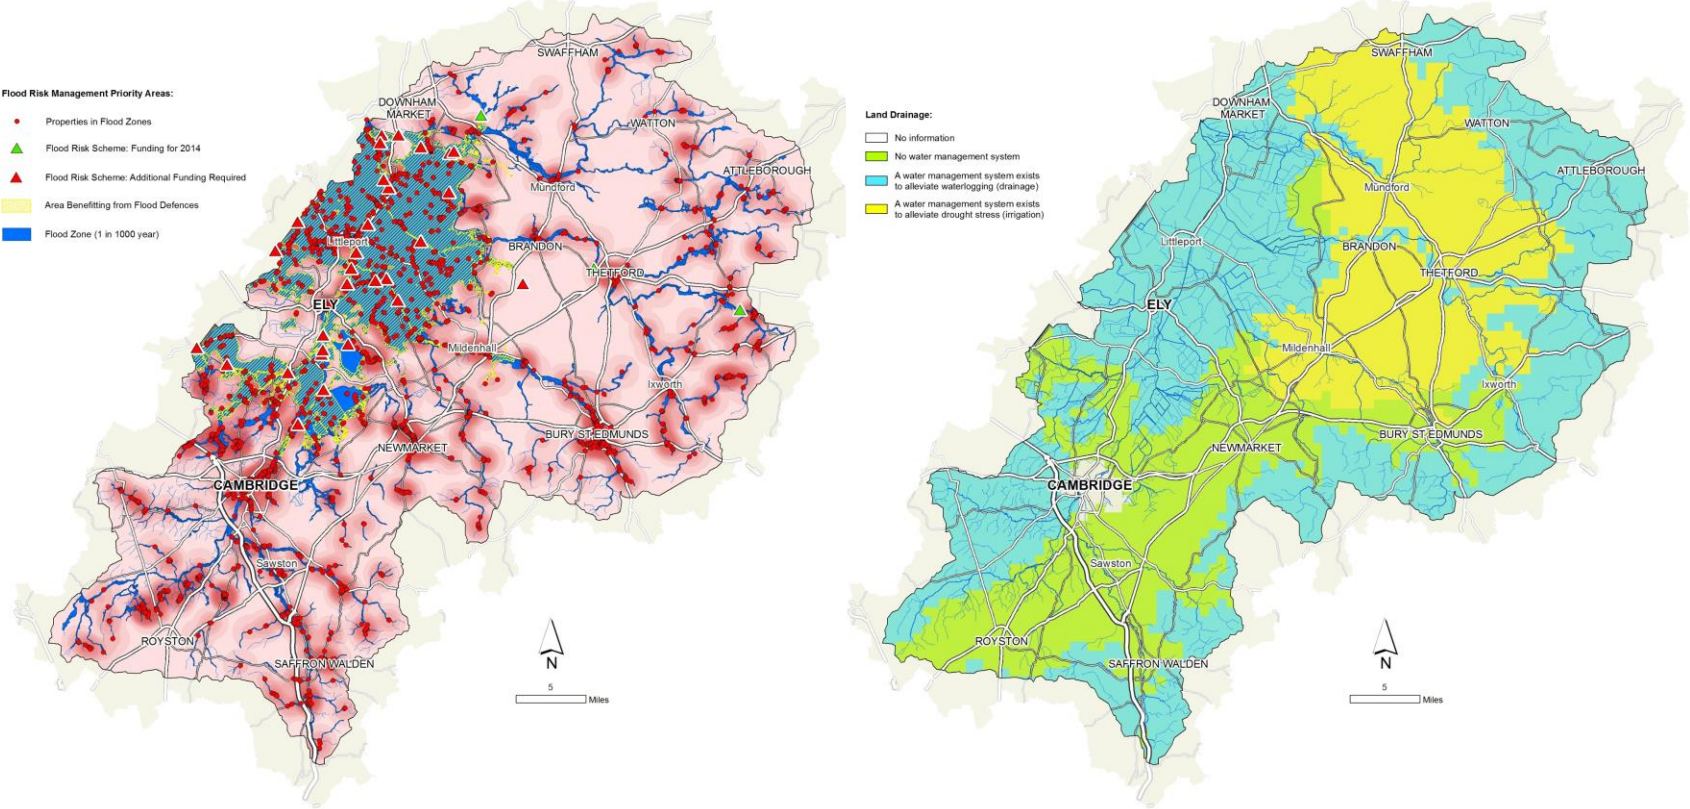 Flood Risk Management Priority Areas:
Properties in Flood Zones
Flood Risk Scheme: Funding for 2014
Flood Risk Scheme: Additional Funding Required
Area Benefitting from Flood Defences
Flood Zone (1 in 1000 year)
SWAFFHAM
DOWNHAM
MARKET
WATTON
ATTLEBOROUGH
Mundford
Littleport
BRANDON
THETFORD
ELY
Mildenhall
Ixworth
BURY ST EDMUNDS
NEWMARKET
CAMBRIDGE
Sawston
ROYSTON
SAFFRON WALDEN
N
5
Miles
Land Drainage:
No information
No water management system
A water management system exists
to alleviate waterlogging (drainage)
A water management system exists
to alleviate drought stress (irrigation)
SWAFFHAM
DOWNHAM
MARKET
WATTON
ATTLEBOROUGH
Mundford
Littleport
BRANDON
THETFORD
ELY
Mildenhall
Ixworth
BURY ST EDMUNDS
NEWMARKET
CAMBRIDGE
Sawston
ROYSTON
SAFFRON WALDEN
N
5
Miles